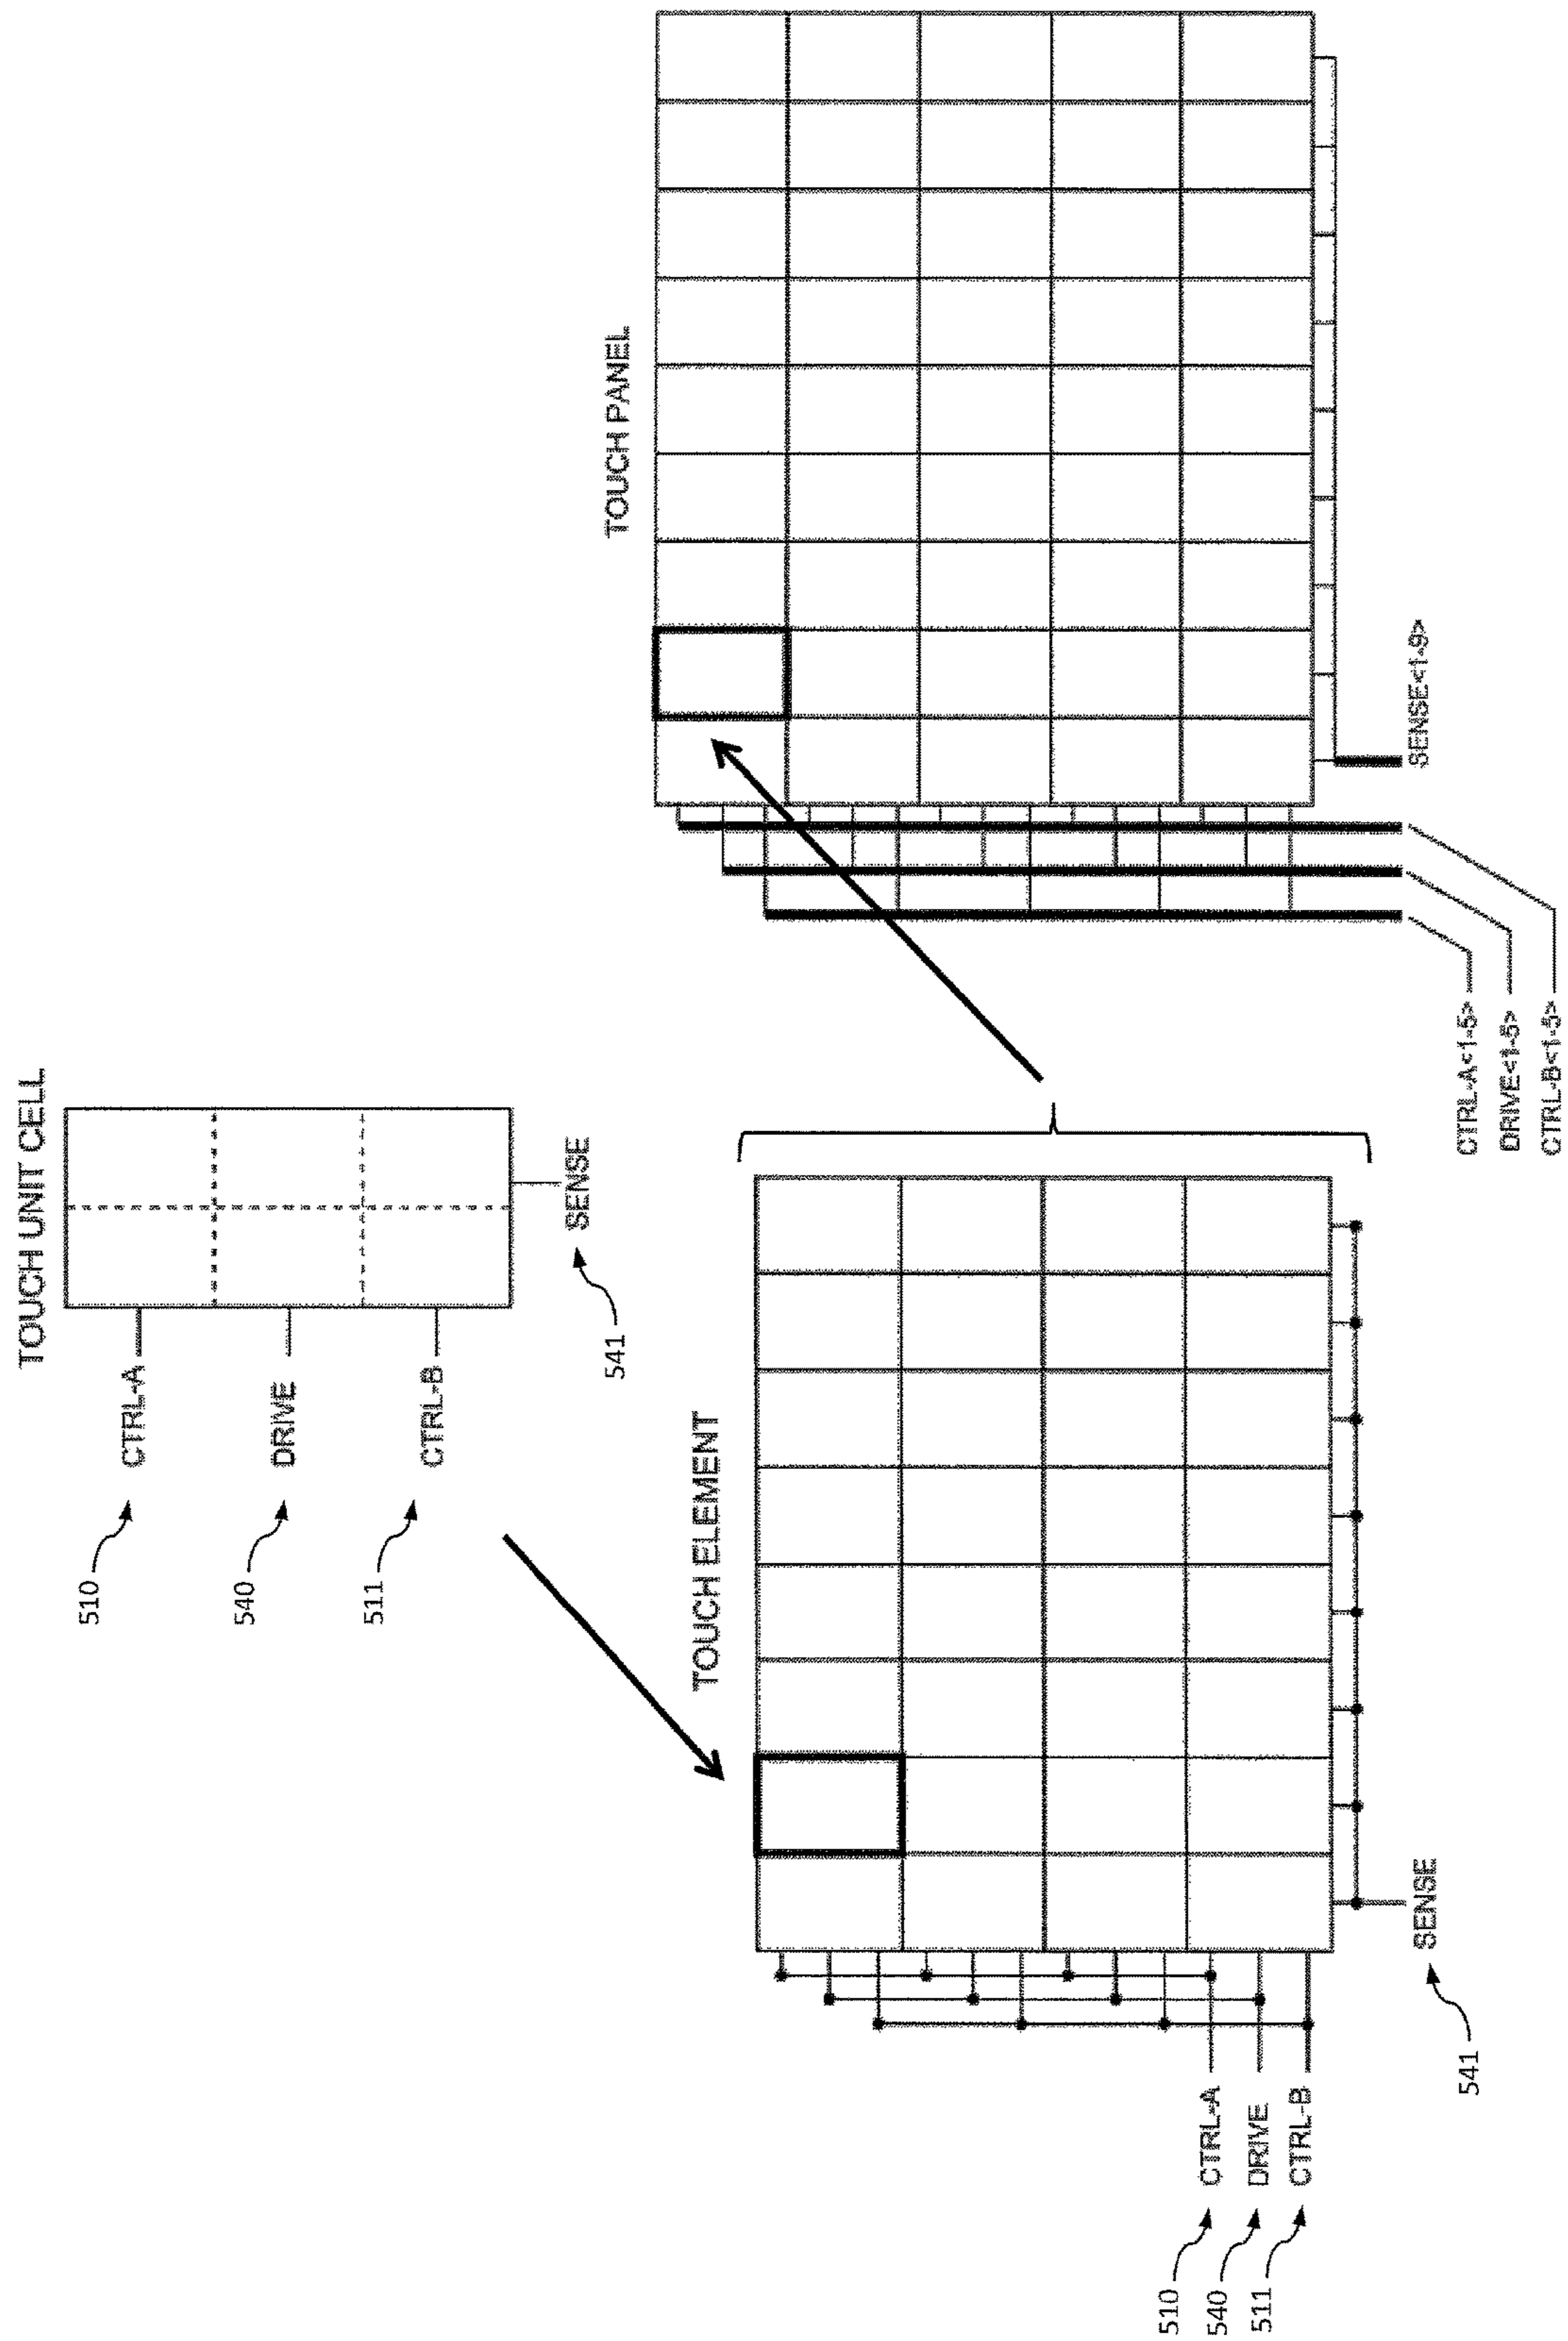 TOUCH UNIT CELL
510
CTRL-A
540
DRIVE
511
CTRL-B
SENSE
541
TOUCH ELEMENT
510
CTRL-A
540
DRIVE
511
CTRL-B
SENSE
541
TOUCH PANEL
CTRL-A<1-5>
DRIVE<1-5>
CTRL-B<1-5>
SENSE<1-9>